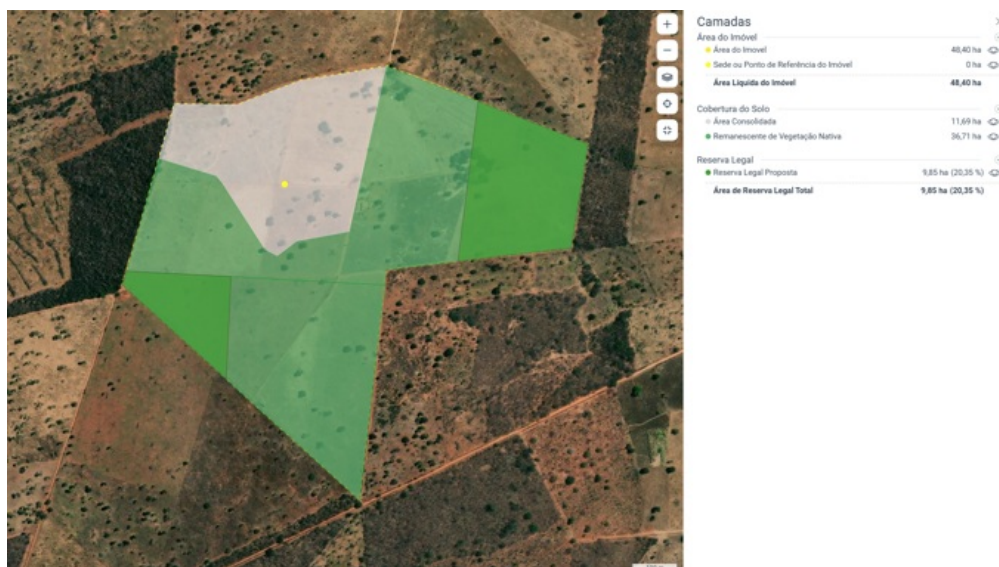 Camadas
Área do Imóvel
Área do Imovel 48,40 ha
Sede ou Ponto de Referência do Imóvel 0 ha
Área Líquida do Imóvel 48,40 ha
Cobertura do Solo
Área Consolidada 11,69 ha
Remanescente de Vegetação Nativa 36,71 ha
Reserva Legal
Reserva Legal Proposta 9,85 ha (20,35 %)
Área de Reserva Legal Total 9,85 ha (20,35 %)